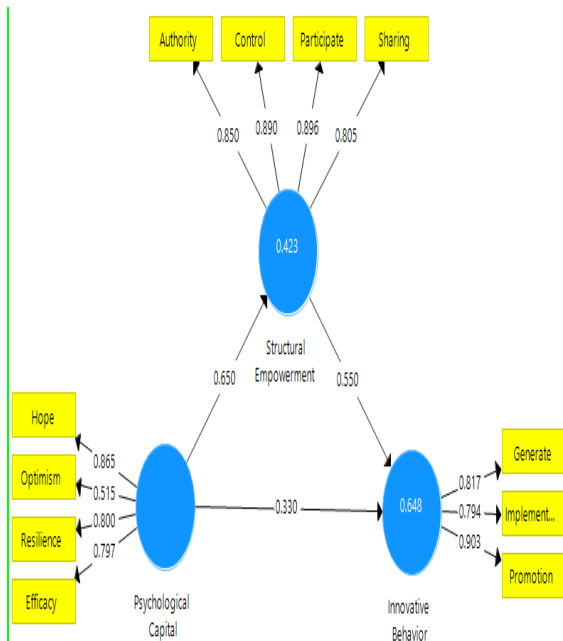 Authority
Control
Participate
Sharing
0.850
0.890
0.896
0.805
0.423
Structural
Empowerment
0.650
0.550
Hope
Optimism
Resilience
Efficacy
0.865
0.515
0.800
0.797
Psychological
Capital
0.330
0.648
Innovative
Behavior
0.817
0.794
0.903
Generate
Implement...
Promotion